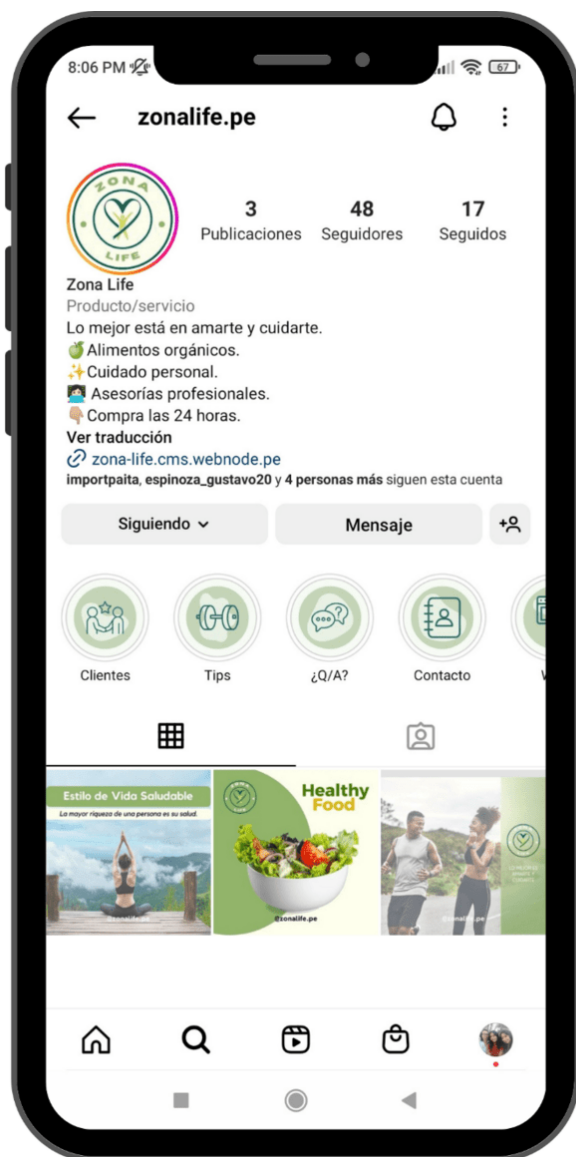 8:06 PM
67
zonalife.pe
ZONA
LIFE
3
48
17
Publicaciones
Seguidores
Seguidos
Zona Life
Producto/servicio
Lo mejor está en amarte y cuidarte.
🍏Alimentos orgánicos.
✨Cuidado personal.
👩🏻‍💻 Asesorías profesionales.
👇🏼Compra las 24 horas.
Ver traducción
zona-life.cms.webnode.pe
importpaita, espinoza_gustavo20 y 4 personas más siguen esta cuenta
Siguiendo
Mensaje
Clientes
Tips
¿Q/A?
Contacto
Estilo de Vida Saludable
La mayor riqueza de una persona es su salud.
@zonalife.pe
Healthy
Food
@zonalife.pe
@zonalife.pe